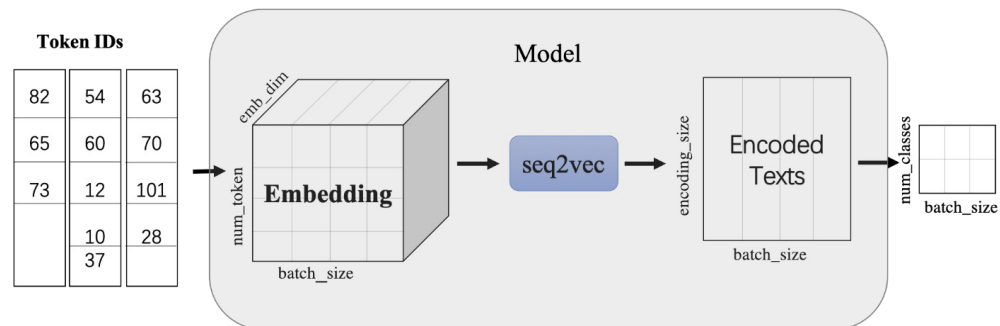 Model
Token IDs
82 54 63
65 60 70
73 12 101
10 28
37
emb_dim
num_token
Embedding
batch_size
seq2vec
encoding_size
Encoded
Texts
batch_size
num_classes
batch_size